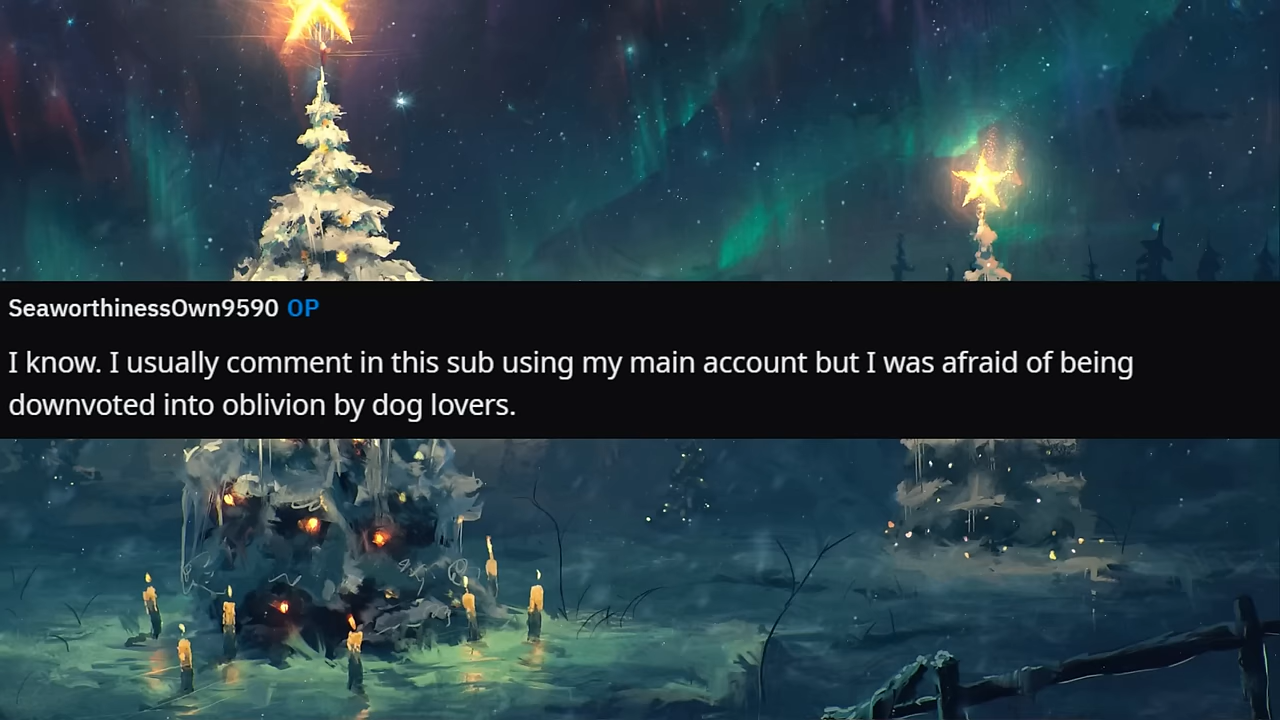 SeaworthinessOwn9590 OP
I know. I usually comment in this sub using my main account but I was afraid of being
downvoted into oblivion by dog lovers.